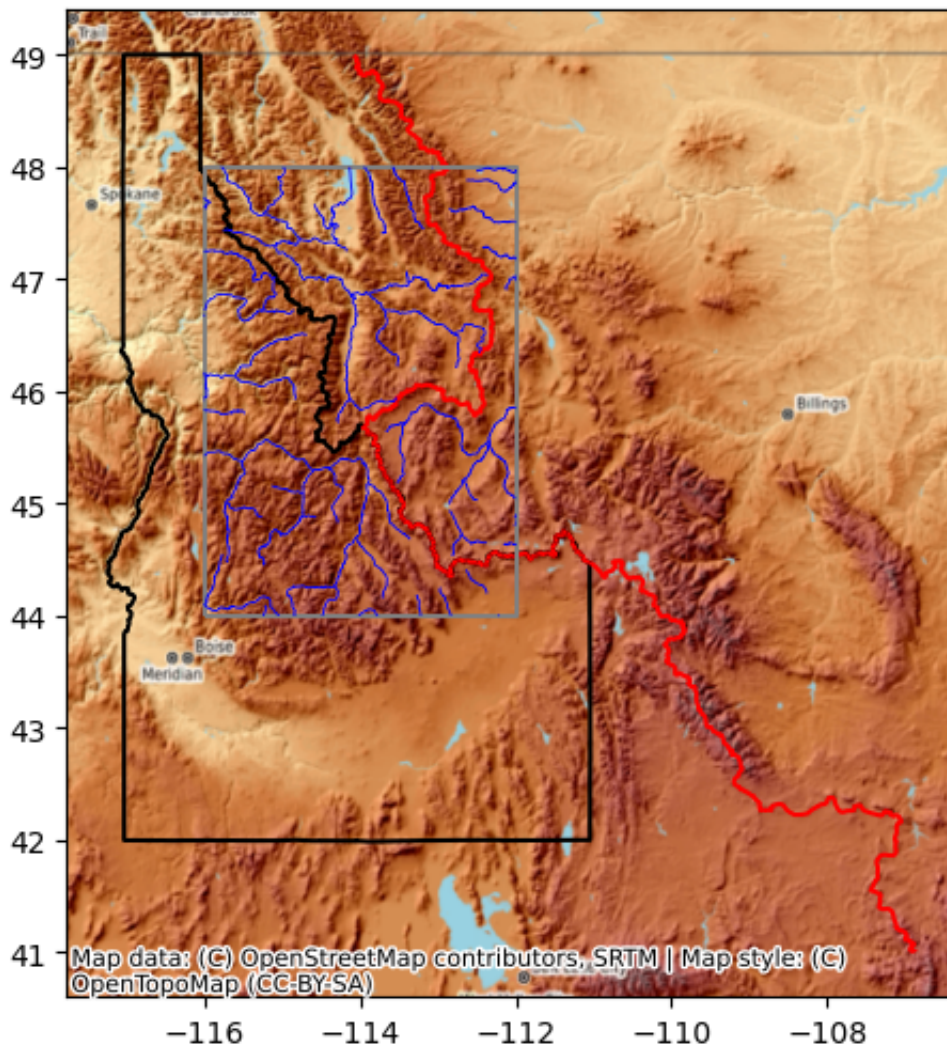 Cranbrook
Trail
49
48
Spokane
47
46
Billings
45
44
Boise
Meridian
43
42
41
Map data: (C) OpenStreetMap contributors, SRTM | Map style: (C)
OpenTopoMap (CC-BY-SA)
−116
−114
−112
−110
−108